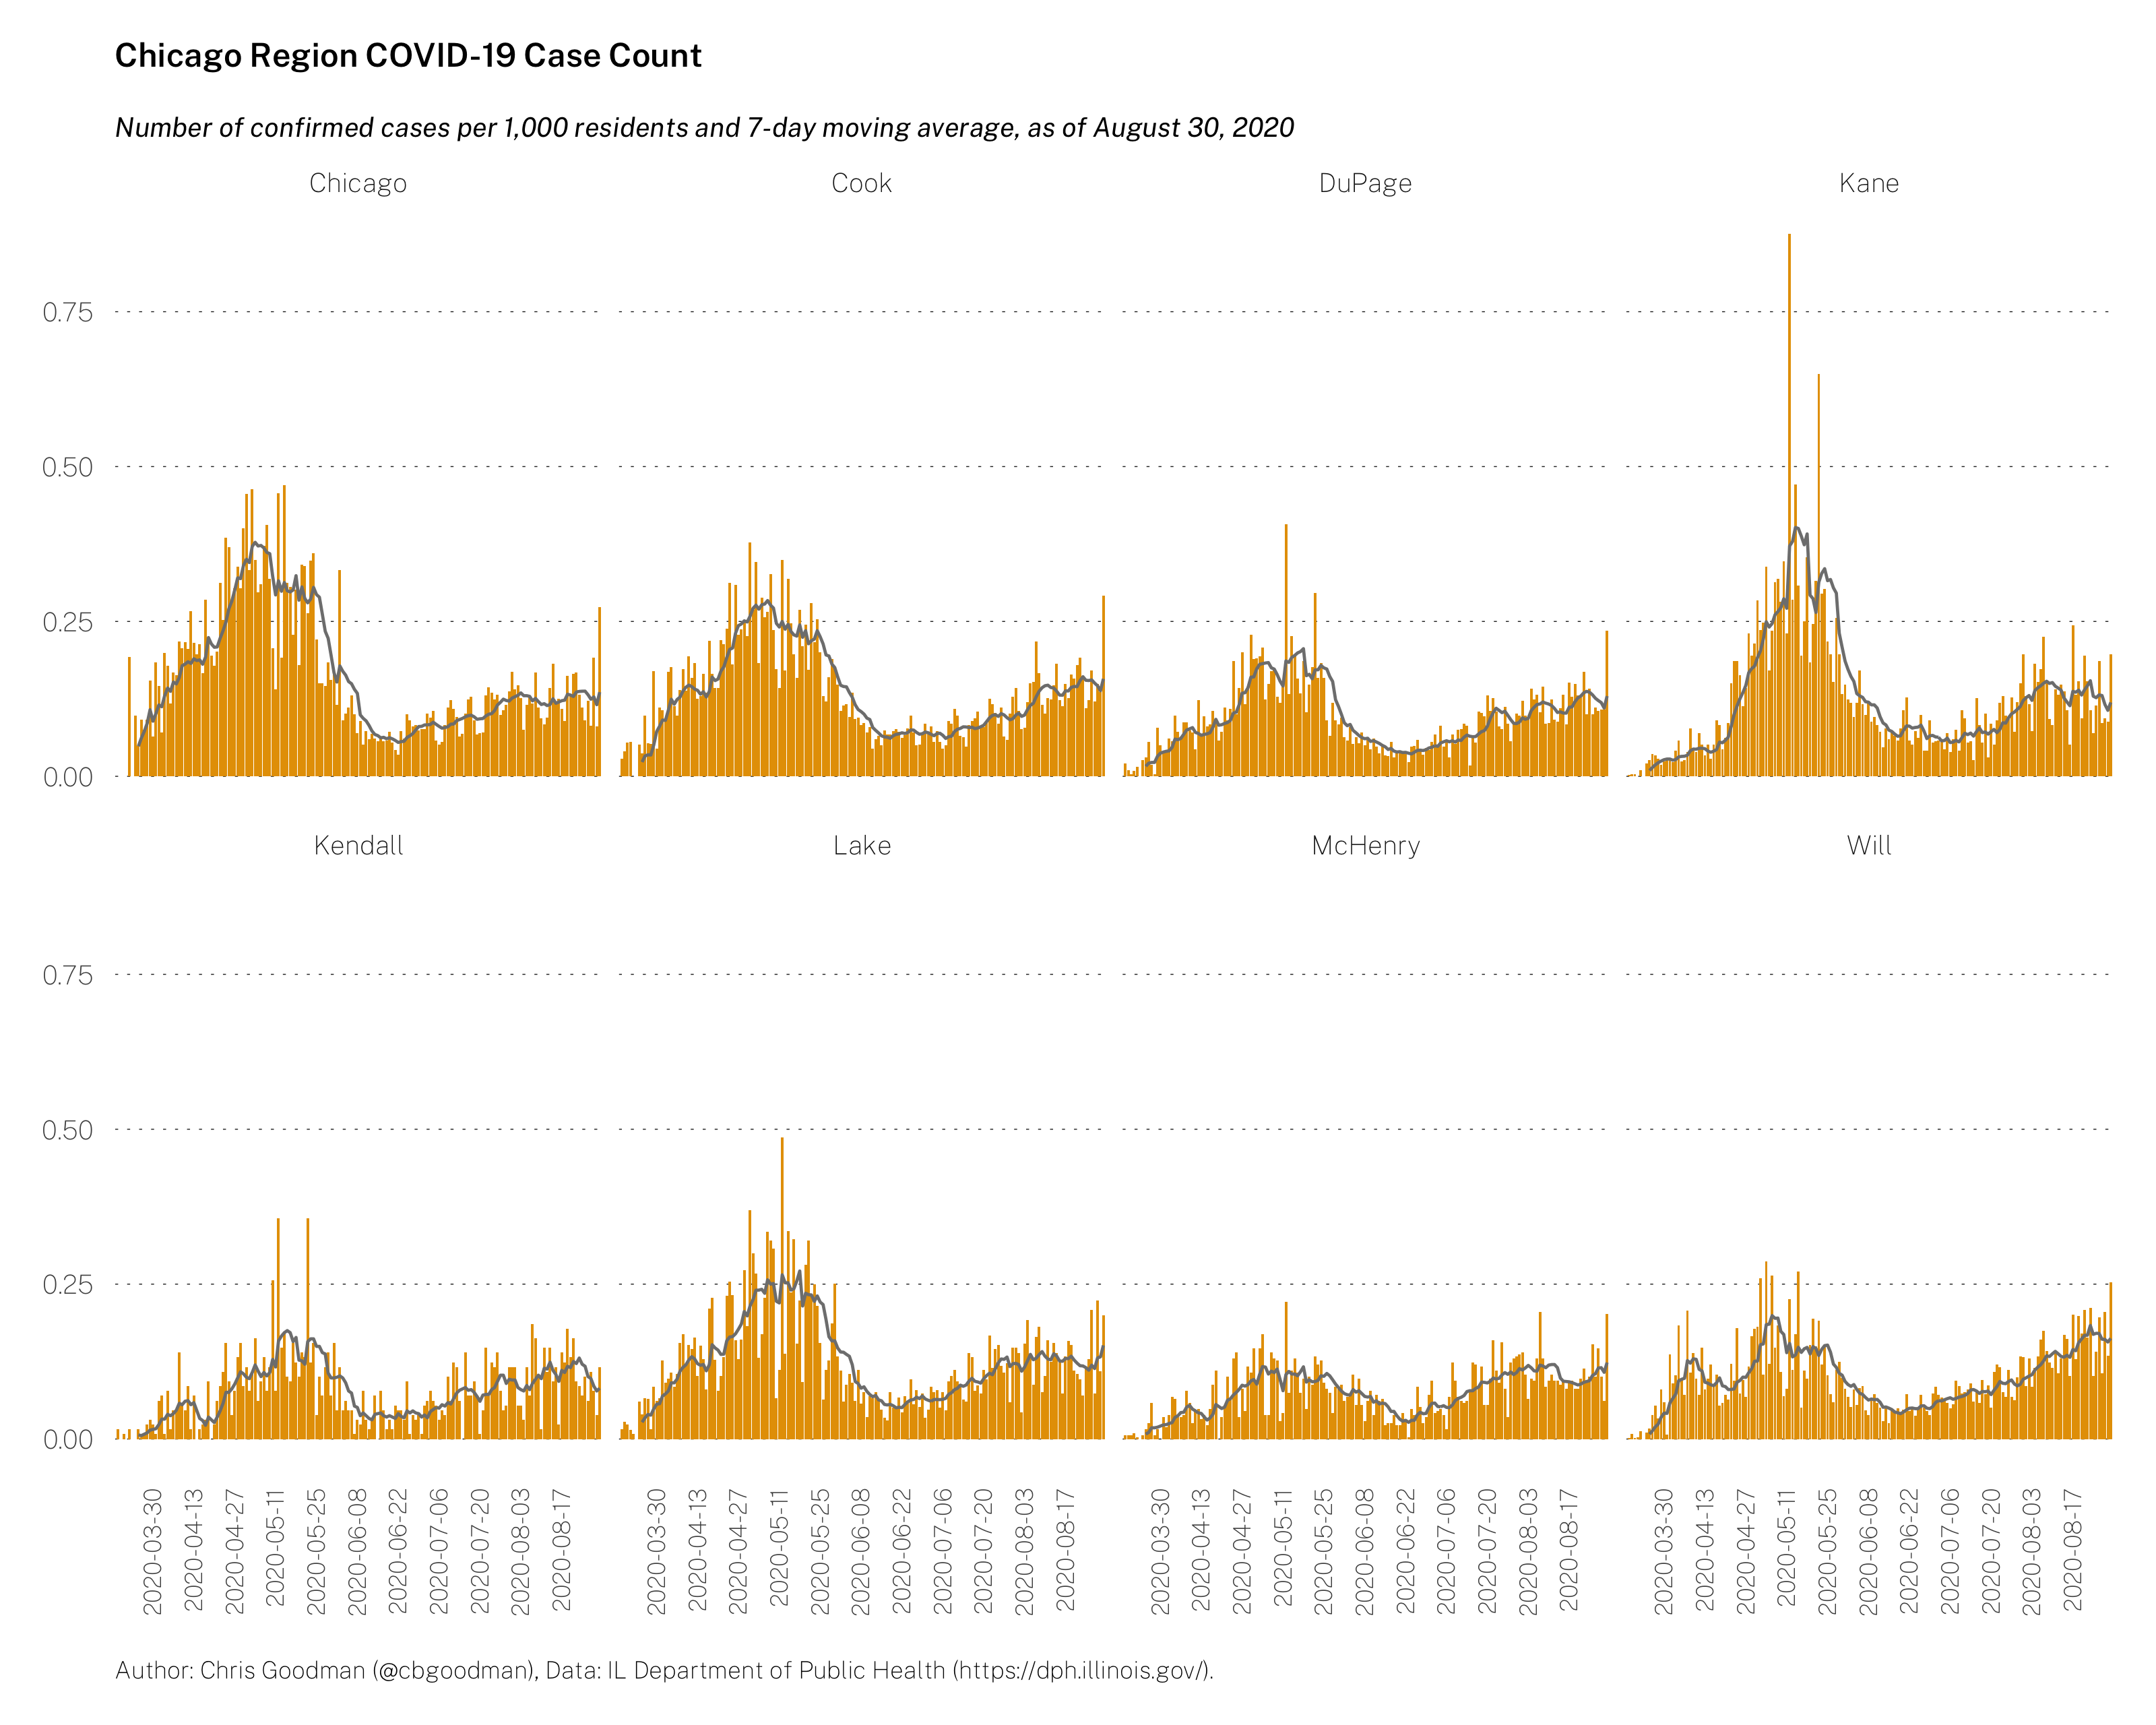 Chicago Region COVID-19 Case Count
Number of confirmed cases per 1,000 residents and 7-day moving average, as of August 30, 2020
Chicago Cook DuPage Kane
0.75
0.50
0.25
0.00
Kendall Lake McHenry Will
0.75
0.50
0.25
0.00
2020-03-30 2020-04-13 2020-04-27 2020-05-11 2020-05-25 2020-06-08 2020-06-22 2020-07-06 2020-07-20 2020-08-03 2020-08-17 2020-03-30 2020-04-13 2020-04-27 2020-05-11 2020-05-25 2020-06-08 2020-06-22 2020-07-06 2020-07-20 2020-08-03 2020-08-17 2020-03-30 2020-04-13 2020-04-27 2020-05-11 2020-05-25 2020-06-08 2020-06-22 2020-07-06 2020-07-20 2020-08-03 2020-08-17 2020-03-30 2020-04-13 2020-04-27 2020-05-11 2020-05-25 2020-06-08 2020-06-22 2020-07-06 2020-07-20 2020-08-03 2020-08-17
Author: Chris Goodman (@cbgoodman), Data: IL Department of Public Health (https://dph.illinois.gov/).